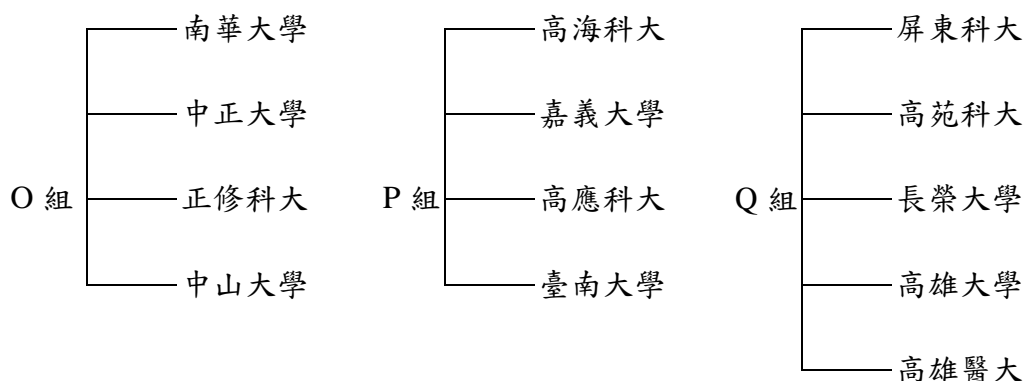 O 組
南華大學
中正大學
正修科大
中山大學
P 組
高海科大
嘉義大學
高應科大
臺南大學
Q 組
屏東科大
高苑科大
長榮大學
高雄大學
高雄醫大